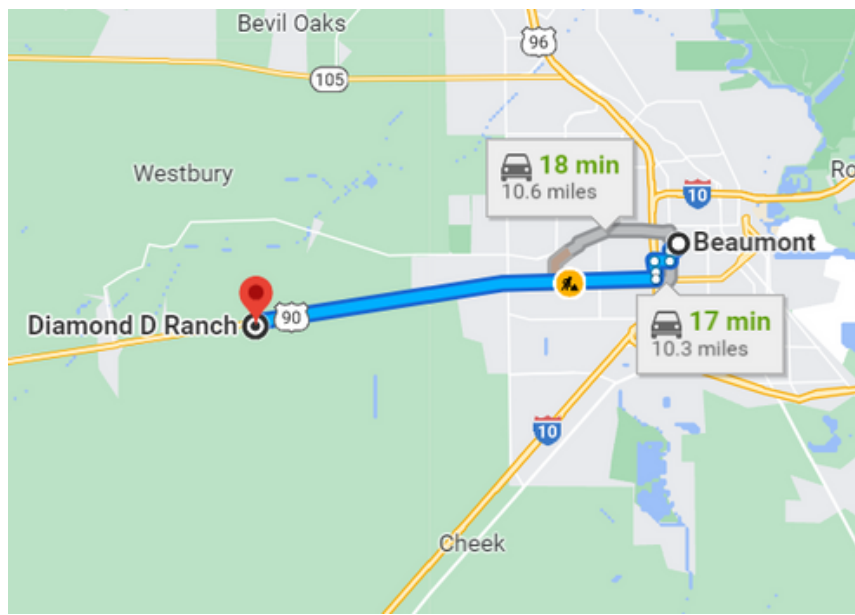 Bevil Oaks
96
105
Westbury
18 min
10.6 miles
10
Ro
Beaumont
Diamond D Ranch
90
17 min
10.3 miles
10
Cheek